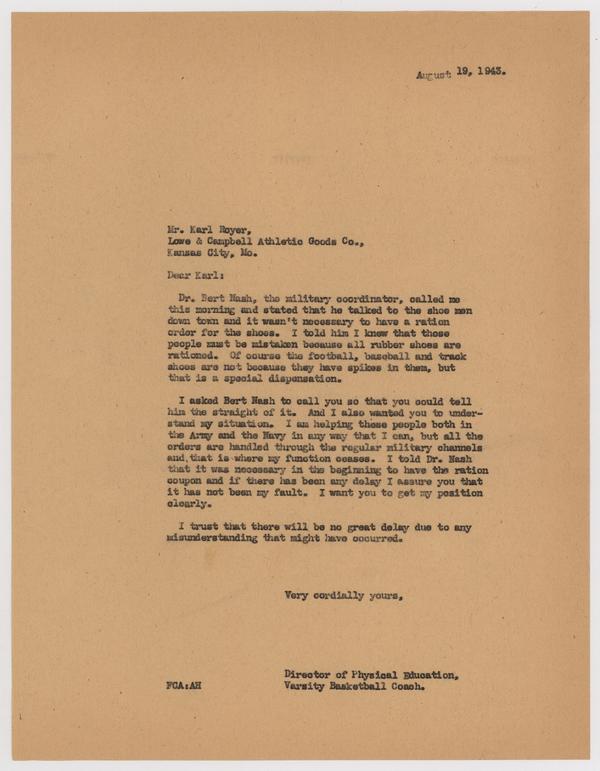 August 19, 1943.
Mr. Karl Royer,
Lowe & Campbell Athletic Goods Co.,
Kansas City, Mo.
Dear Karl:
Dr. Bert Nash, the military coordinator, called me
this morning and stated that he talked to the shoe men
down town and it wasn't necessary to have a ration
order for the shoes. I told him I knew that those
people must be mistaken because all rubber shoes are
rationed. Of course the football, baseball and track
shoes are not because they have spikes in them, but
that is a special dispensation.
I asked Bert Nash to call you so that you could tell
him the straight of it. And I also wanted you to under-
stand my situation. I am helping these people both in
the Army and the Navy in any way that I can, but all the
orders are handled through the regular military channels
and that is where my function ceases. I told Dr. Nash
that it was necessary in the beginning to have the ration
coupon and if there has been any delay I assure you that
it has not been my fault. I want you to get my position
clearly.
I trust that there will be no great delay due to any
misunderstanding that might have occurred.
Very cordially yours,
Director of Physical Education,
FCA:AH Varsity Basketball Coach.